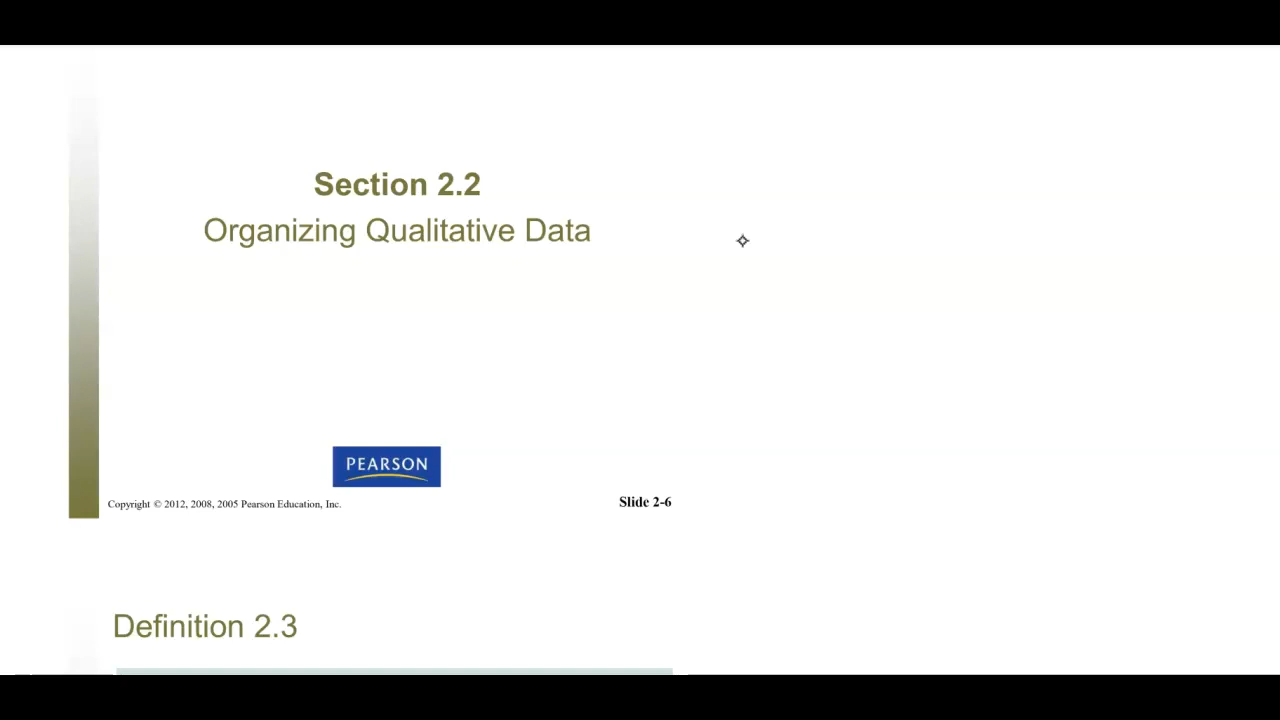 Section 2.2
Organizing Qualitative Data
PEARSON
Copyright © 2012, 2008, 2005 Pearson Education, Inc.
Slide 2-6
Definition 2.3